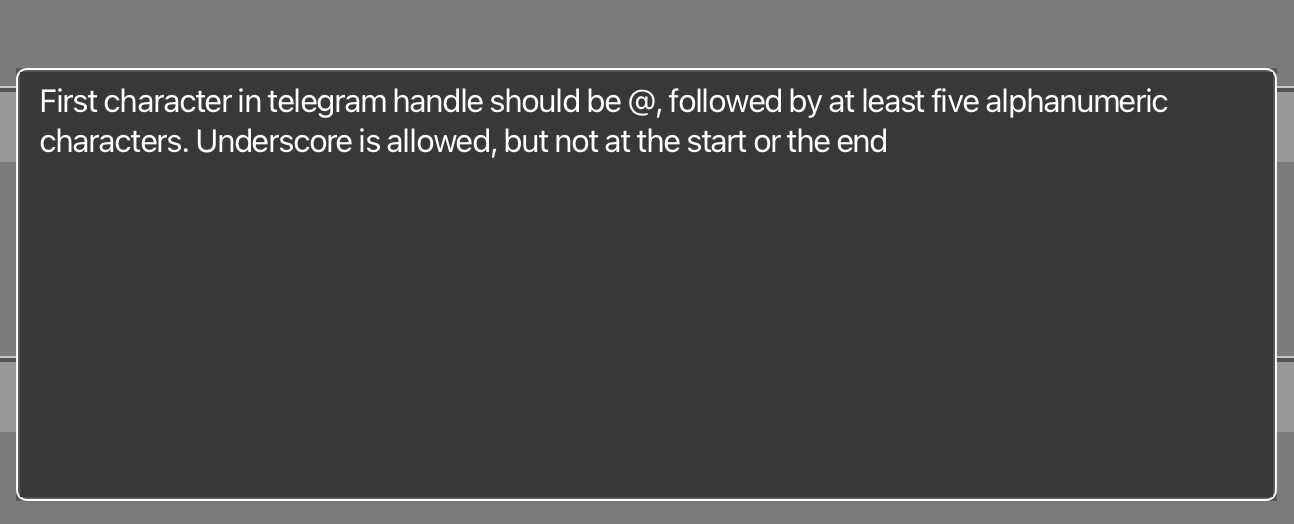 First character in telegram handle should be @, followed by at least five alphanumeric
characters. Underscore is allowed, but not at the start or the end